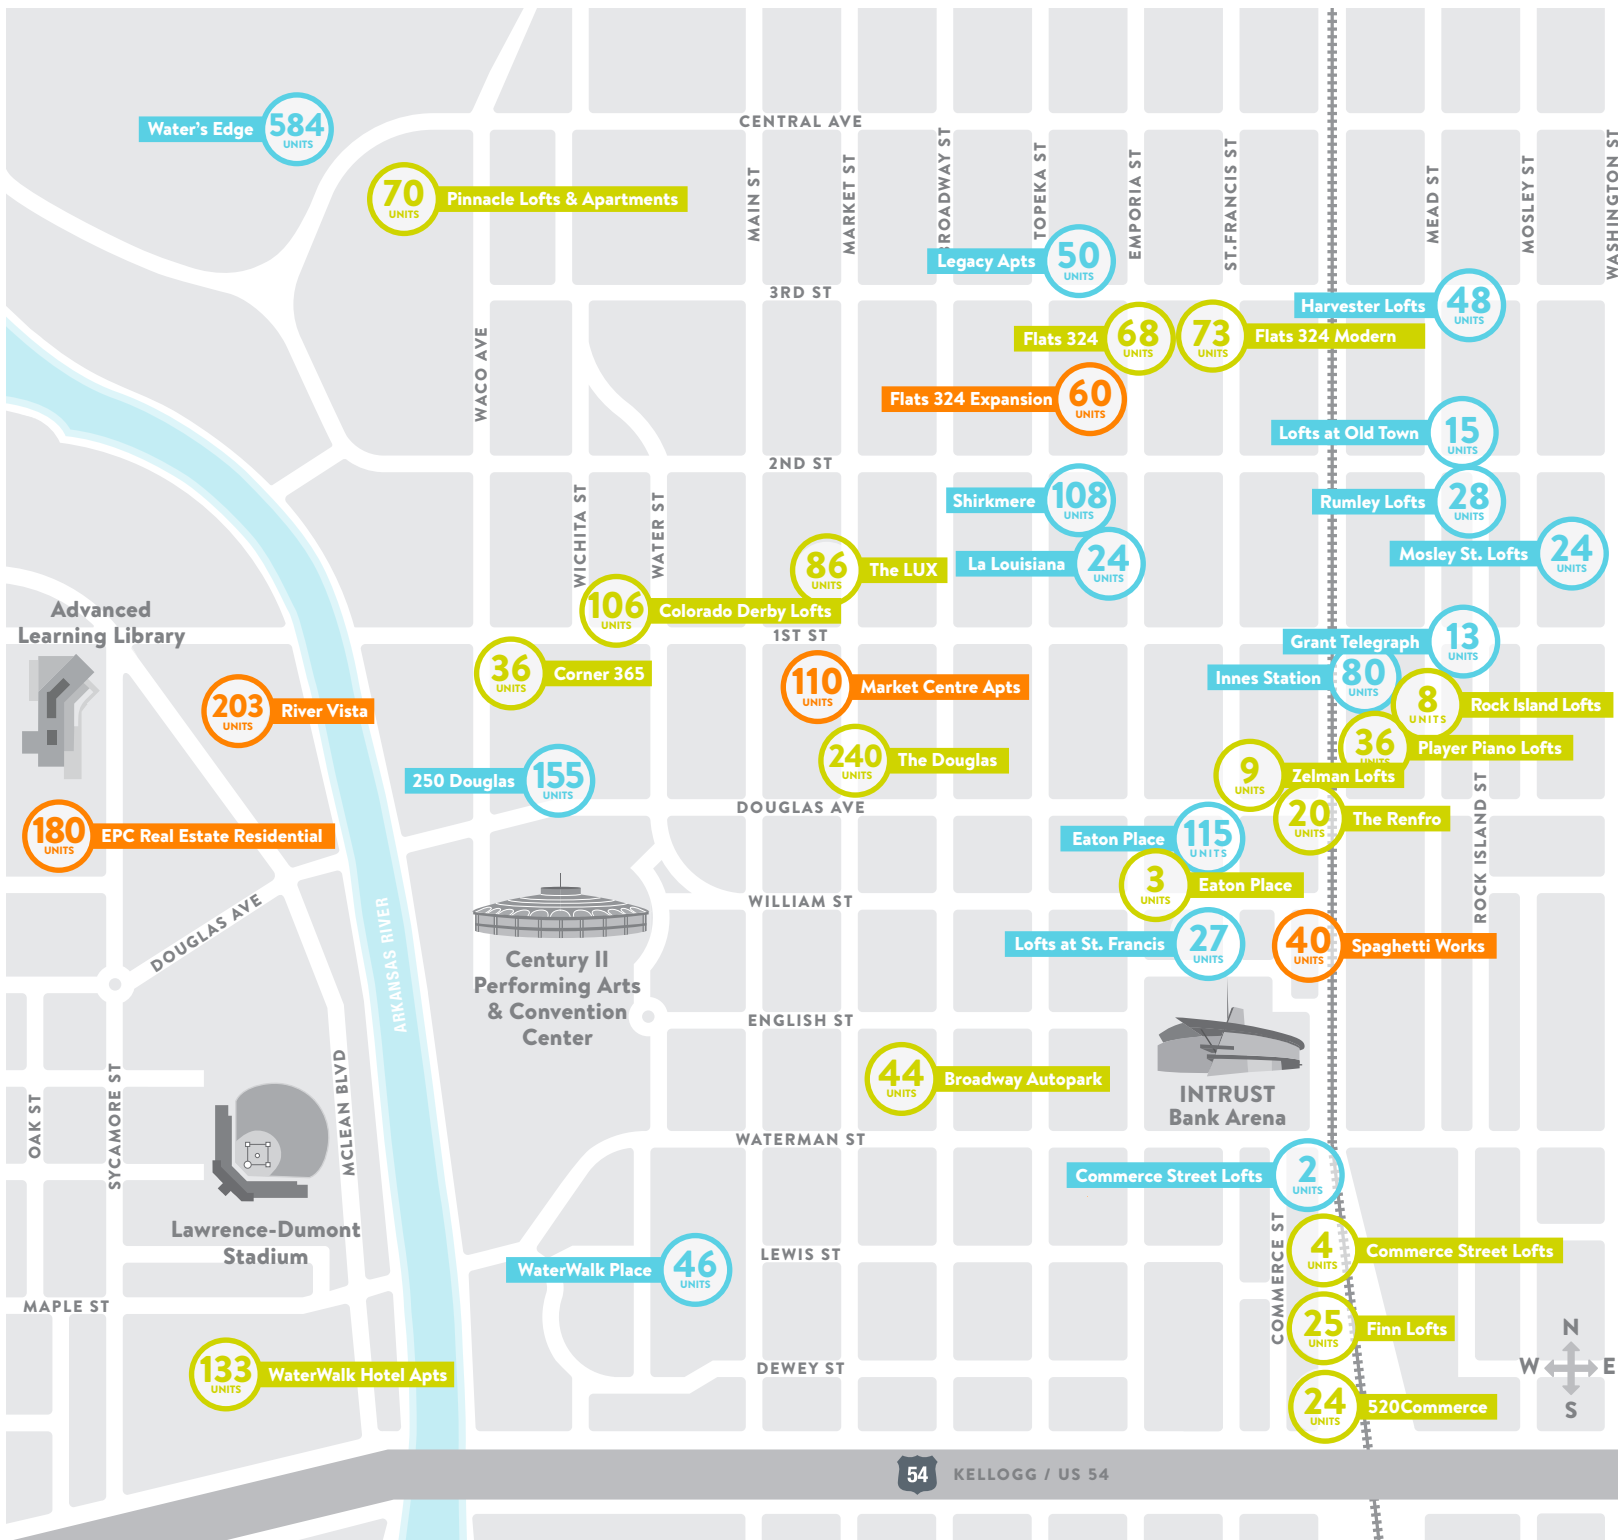 Water's Edge
584
UNITS
CENTRAL AVE
70
UNITS
Pinnacle Lofts & Apartments
MAIN ST
MARKET ST
BROADWAY ST
TOPEKA ST
EMPORIA ST
ST.FRANCIS ST
MEAD ST
MOSLEY ST
WASHINGTON ST
Legacy Apts
50
UNITS
3RD ST
Harvester Lofts
48
UNITS
Flats 324
68
UNITS
73
UNITS
Flats 324 Modern
WACO AVE
Flats 324 Expansion
60
UNITS
Lofts at Old Town
15
UNITS
2ND ST
WICHITA ST
WATER ST
Shirkmere
108
UNITS
Rumley Lofts
28
UNITS
Mosley St. Lofts
24
UNITS
86
UNITS
The LUX
La Louisiana
24
UNITS
106
UNITS
Colorado Derby Lofts
Advanced
Learning Library
1ST ST
Grant Telegraph
13
UNITS
36
UNITS
Corner 365
110
UNITS
Market Centre Apts
Innes Station
80
UNITS
8
UNITS
Rock Island Lofts
203
UNITS
River Vista
36
UNITS
Player Piano Lofts
240
UNITS
The Douglas
9
UNITS
Zelman Lofts
250 Douglas
155
UNITS
DOUGLAS AVE
20
UNITS
The Renfro
180
UNITS
EPC Real Estate Residential
Eaton Place
115
UNITS
ROCK ISLAND ST
3
UNITS
Eaton Place
WILLIAM ST
DOUGLAS AVE
ARKANSAS RIVER
Lofts at St. Francis
27
UNITS
40
UNITS
Spaghetti Works
Century II
Performing Arts
& Convention
Center
ENGLISH ST
44
UNITS
Broadway Autopark
INTRUST
Bank Arena
OAK ST
SYCAMORE ST
MCLEAN BLVD
WATERMAN ST
Commerce Street Lofts
2
UNITS
Lawrence-Dumont
Stadium
COMMERCE ST
4
UNITS
Commerce Street Lofts
LEWIS ST
WaterWalk Place
46
UNITS
MAPLE ST
25
UNITS
Finn Lofts
N
W
E
S
DEWEY ST
133
UNITS
WaterWalk Hotel Apts
24
UNITS
520Commerce
54
KELLOGG / US 54